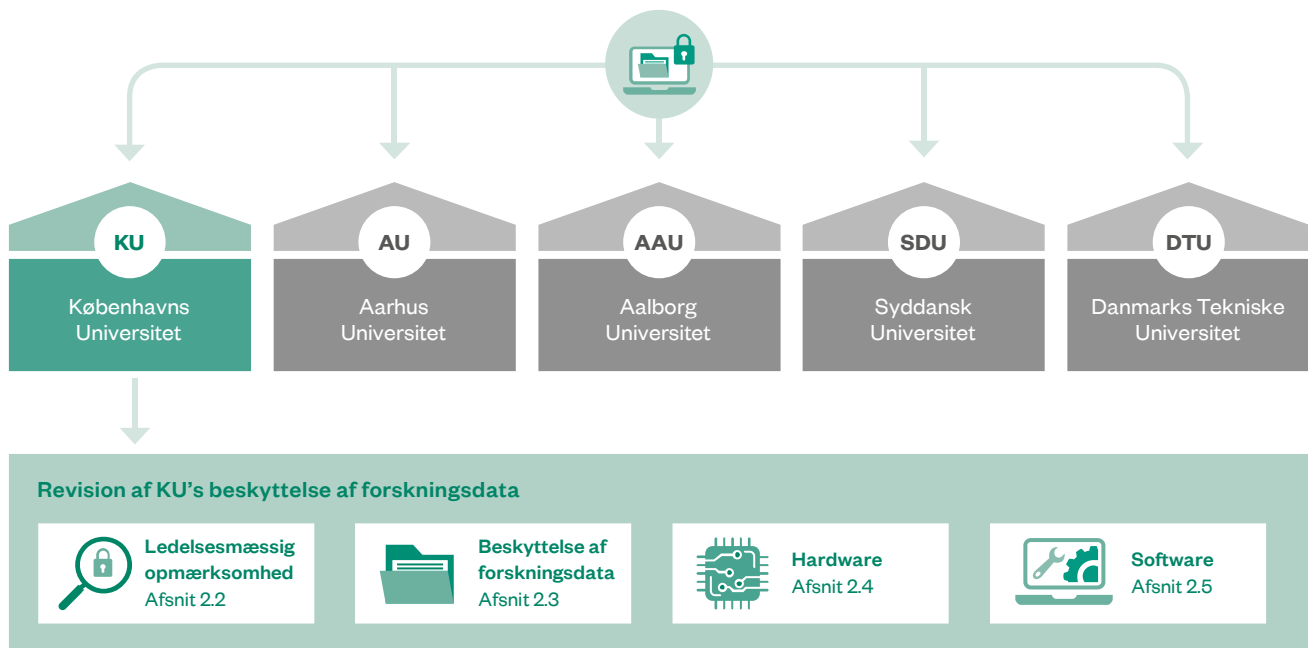 KU
AU
AAU
SDU
DTU
Københavns
Universitet
Aarhus
Universitet
Aalborg
Universitet
Syddansk
Universitet
Danmarks Tekniske
Universitet
Revision af KU’s beskyttelse af forskningsdata
Ledelsesmæssig
opmærksomhed
Afsnit 2.2
Beskyttelse af
forskningsdata
Afsnit 2.3
Hardware
Afsnit 2.4
Software
Afsnit 2.5